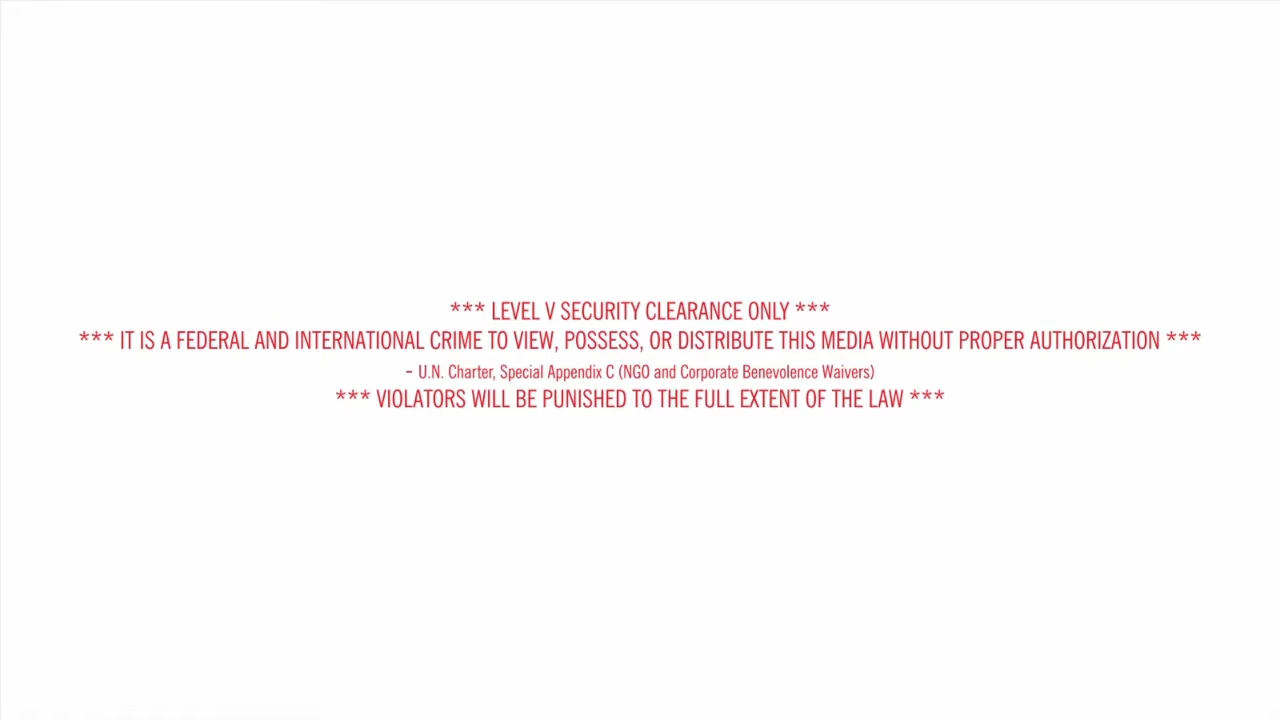 *** LEVEL V SECURITY CLEARANCE ONLY ***
*** IT IS A FEDERAL AND INTERNATIONAL CRIME TO VIEW, POSSESS, OR DISTRIBUTE THIS MEDIA WITHOUT PROPER AUTHORIZATION ***
– U.N. Charter, Special Appendix C (NGO and Corporate Benevolence Waivers)
*** VIOLATORS WILL BE PUNISHED TO THE FULL EXTENT OF THE LAW ***